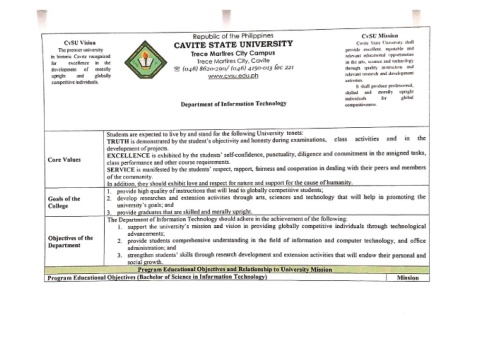 CvSU Vision
The premier university
in historic Cavite recognized
for excellence in the
development of morally
upright and globally
competitive individuals.
Republic of the Philippines
CAVITE STATE UNIVERSITY
Trece Martires City Campus
Trece Martires City, Cavite
www.cvsu.edu.ph
Department of Information Technology
CvSU Mission
Cavite State University shall
provide excellent, equitable and
relevant educational opportunities
in the arts, science and technology
through quality instruction and
relevant research and development
activities.
It shall produce professional,
skilled and morally upright
individuals for global
competitiveness.
Core Values
Students are expected to live by and stand for the following University tenets:
TRUTH is demonstrated by the student's objectivity and honesty during examinations, class activities and in the
development of projects.
EXCELLENCE is exhibited by the students' self-confidence, punctuality, diligence and commitment in the assigned tasks,
class performance and other course requirements.
SERVICE is manifested by the students' respect, rapport, fairness and cooperation in dealing with their peers and members
of the community.
In addition, they should exhibit love and respect for nature and support for the cause of humanity.
Goals of the
College
1. provide high quality of instructions that will lead to globally competitive students;
2. develop researches and extension activities through arts, sciences and technology that will help in promoting the
university's goals; and
3. provide graduates that are skilled and morally upright.
Objectives of the
Department
The Department of Information Technology should adhere in the achievement of the following:
1. support the university's mission and vision in providing globally competitive individuals through technological
advancements;
2. provide students comprehensive understanding in the field of information and computer technology, and office
administration; and
3. strengthen students' skills through research development and extension activities that will endow their personal and
social growth.
Program Educational Objectives and Relationship to University Mission
Program Educational Objectives (Bachelor of Science in Information Technology)
Mission